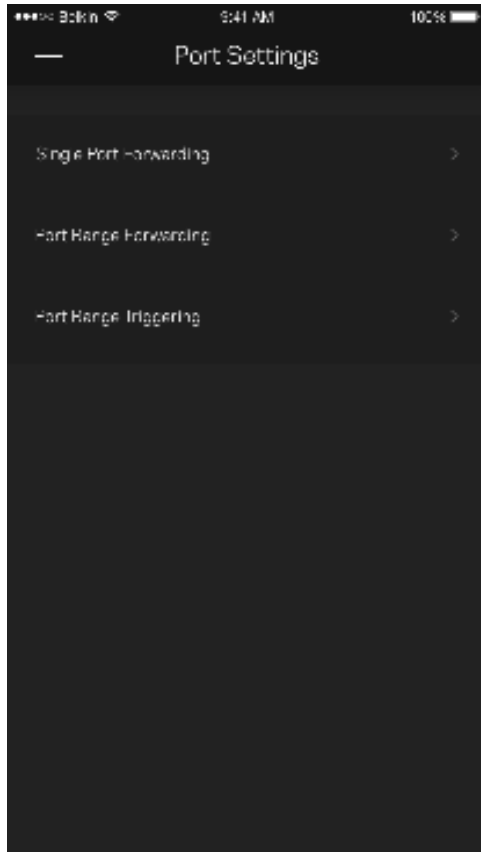 Belkin 9:41 AM 100%
Port Settings
Single Port Forwarding
Port Range Forwarding
Port Range Triggering